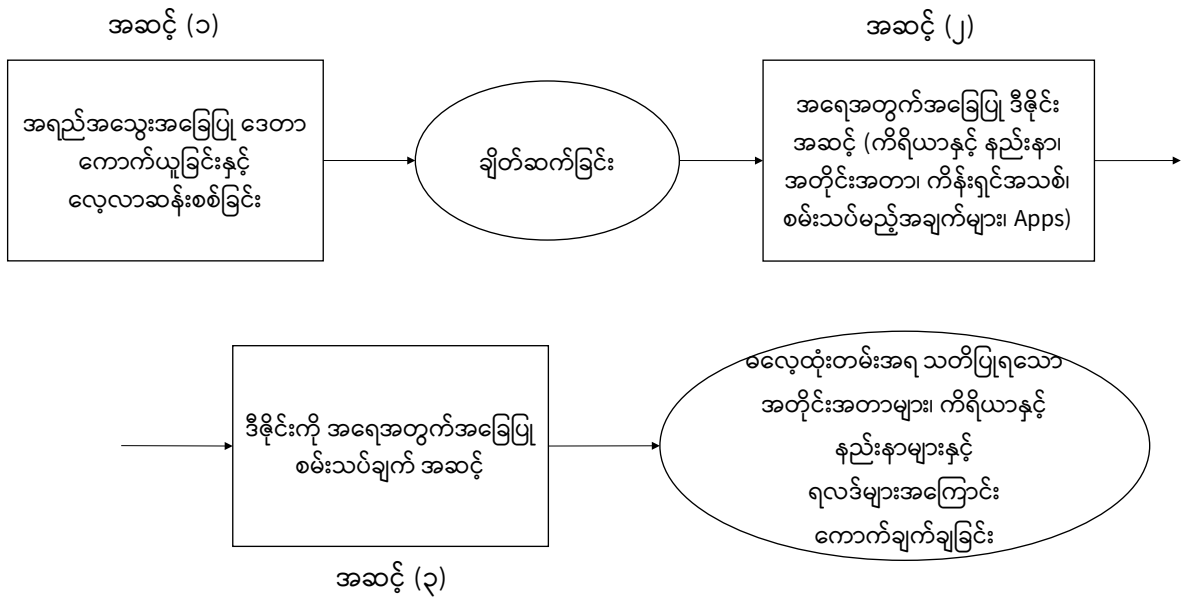 အဆင့် (၁)
အရည်အသွေးအခြေပြု ဒေတာ
ကောက်ယူခြင်းနှင့်
လေ့လာဆန်းစစ်ခြင်း
ချိတ်ဆက်ခြင်း
အဆင့် (၂)
အရေအတွက်အခြေပြု ဒီဇိုင်း
အဆင့် (ကိရိယာနှင့် နည်းနာ၊
အတိုင်းအတာ၊ ကိန်းရှင်အသစ်၊
စမ်းသပ်မည့်အချက်များ၊ Apps)
ဒီဇိုင်းကို အရေအတွက်အခြေပြု
စမ်းသပ်ချက် အဆင့်
အဆင့် (၃)
ဓလေ့ထုံးတမ်းအရ သတိပြုရသော
အတိုင်းအတာများ၊ ကိရိယာနှင့်
နည်းနာများနှင့်
ရလဒ်များအကြောင်း
ကောက်ချက်ချခြင်း